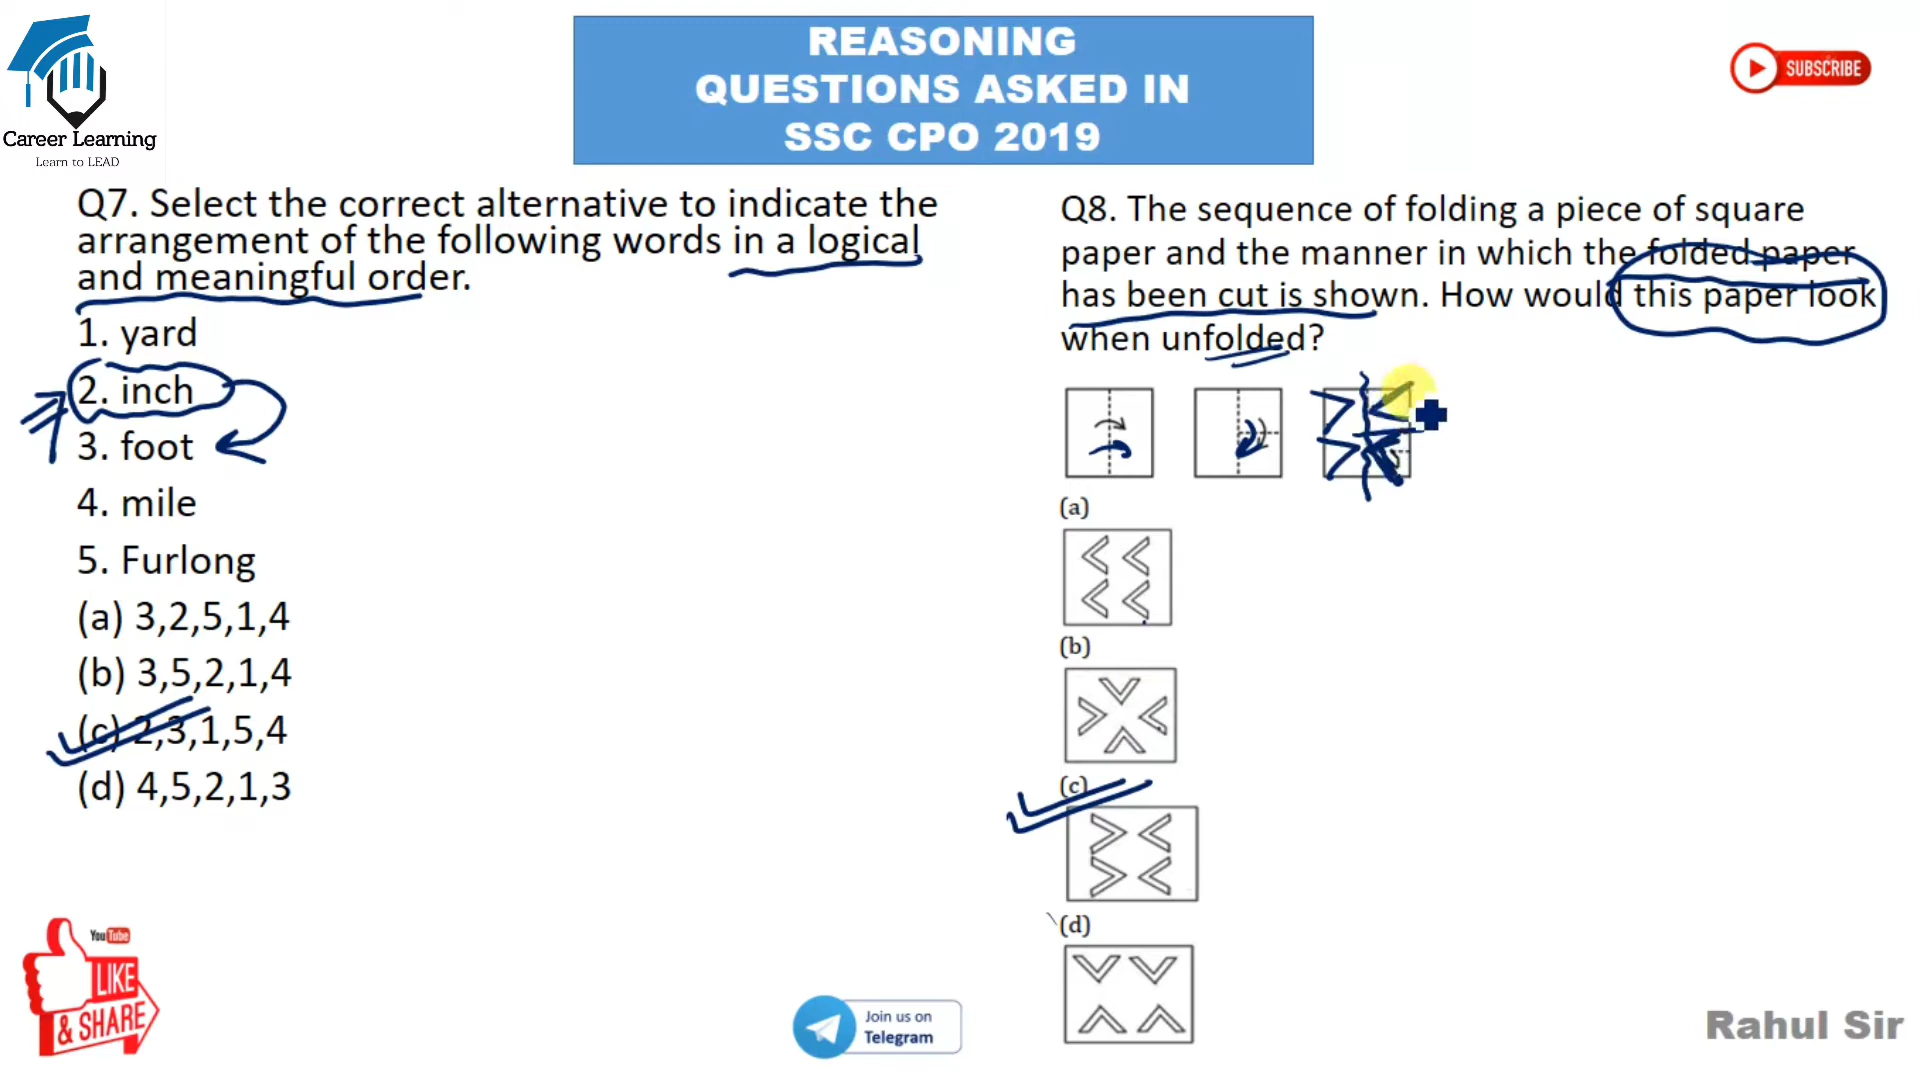 Career Learning
Learn to LEAD
REASONING
QUESTIONS ASKED IN
SSC CPO 2019
SUBSCRIBE
Q7. Select the correct alternative to indicate the
arrangement of the following words in a logical
and meaningful order.
1. yard
2. inch
3. foot
4. mile
5. Furlong
(a) 3,2,5,1,4
(b) 3,5,2,1,4
(c) 2,3,1,5,4
(d) 4,5,2,1,3
Q8. The sequence of folding a piece of square
paper and the manner in which the folded paper
has been cut is shown. How would this paper look
when unfolded?
(a)
(b)
(c)
(d)
YouTube
LIKE
& SHARE
Join us on
Telegram
Rahul Sir